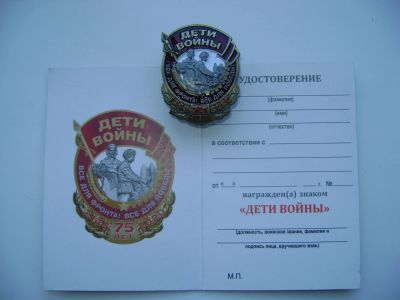 ДЕТИ
ВОЙНЫ
ВСЕ ДЛЯ ФРОНТА! ВСЕ ДЛЯ ПОБЕДЫ!
ДЕТИ
ВОЙНЫ
ВСЕ ДЛЯ ФРОНТА! ВСЕ ДЛЯ ПОБЕДЫ!
75
ЛЕТ
УДОСТОВЕРЕНИЕ
(фамилия)
(имя)
(отчество)
в соответствии с
от « » г. №
награжден(а) знаком
«ДЕТИ ВОЙНЫ»
(должность, воинское звание, фамилия и
подпись лица, вручившего знак.)
М.П.